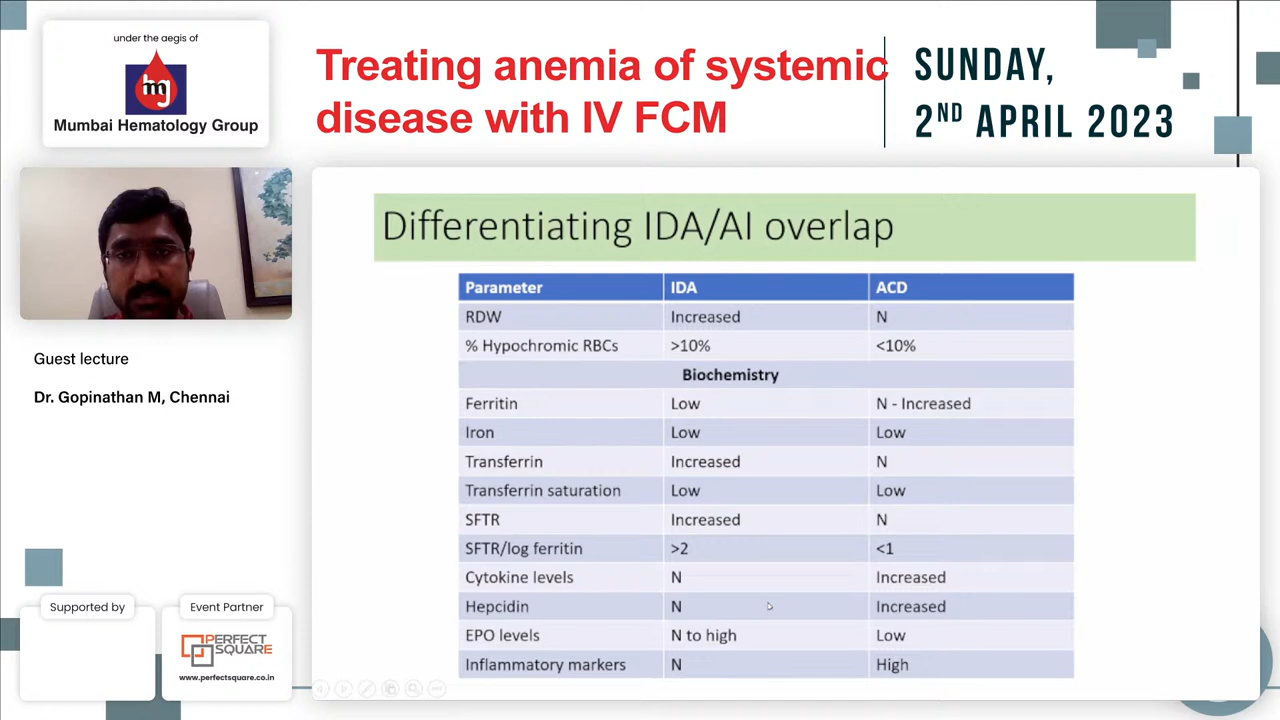 under the aegis of
mJ
Mumbai Hematology Group
Treating anemia of systemic
disease with IV FCM
SUNDAY,
2ND APRIL 2023
Guest lecture
Dr. Gopinathan M, Chennai
Differentiating IDA/AI overlap
Parameter IDA ACD
RDW Increased N
% Hypochromic RBCs >10% <10%
Biochemistry
Ferritin Low N - Increased
Iron Low Low
Transferrin Increased N
Transferrin saturation Low Low
SFTR Increased N
SFTR/log ferritin >2 <1
Cytokine levels N Increased
Hepcidin N Increased
EPO levels N to high Low
Inflammatory markers N High
Supported by
Event Partner
PERFECT
SQUARE
www.perfectsquare.co.in